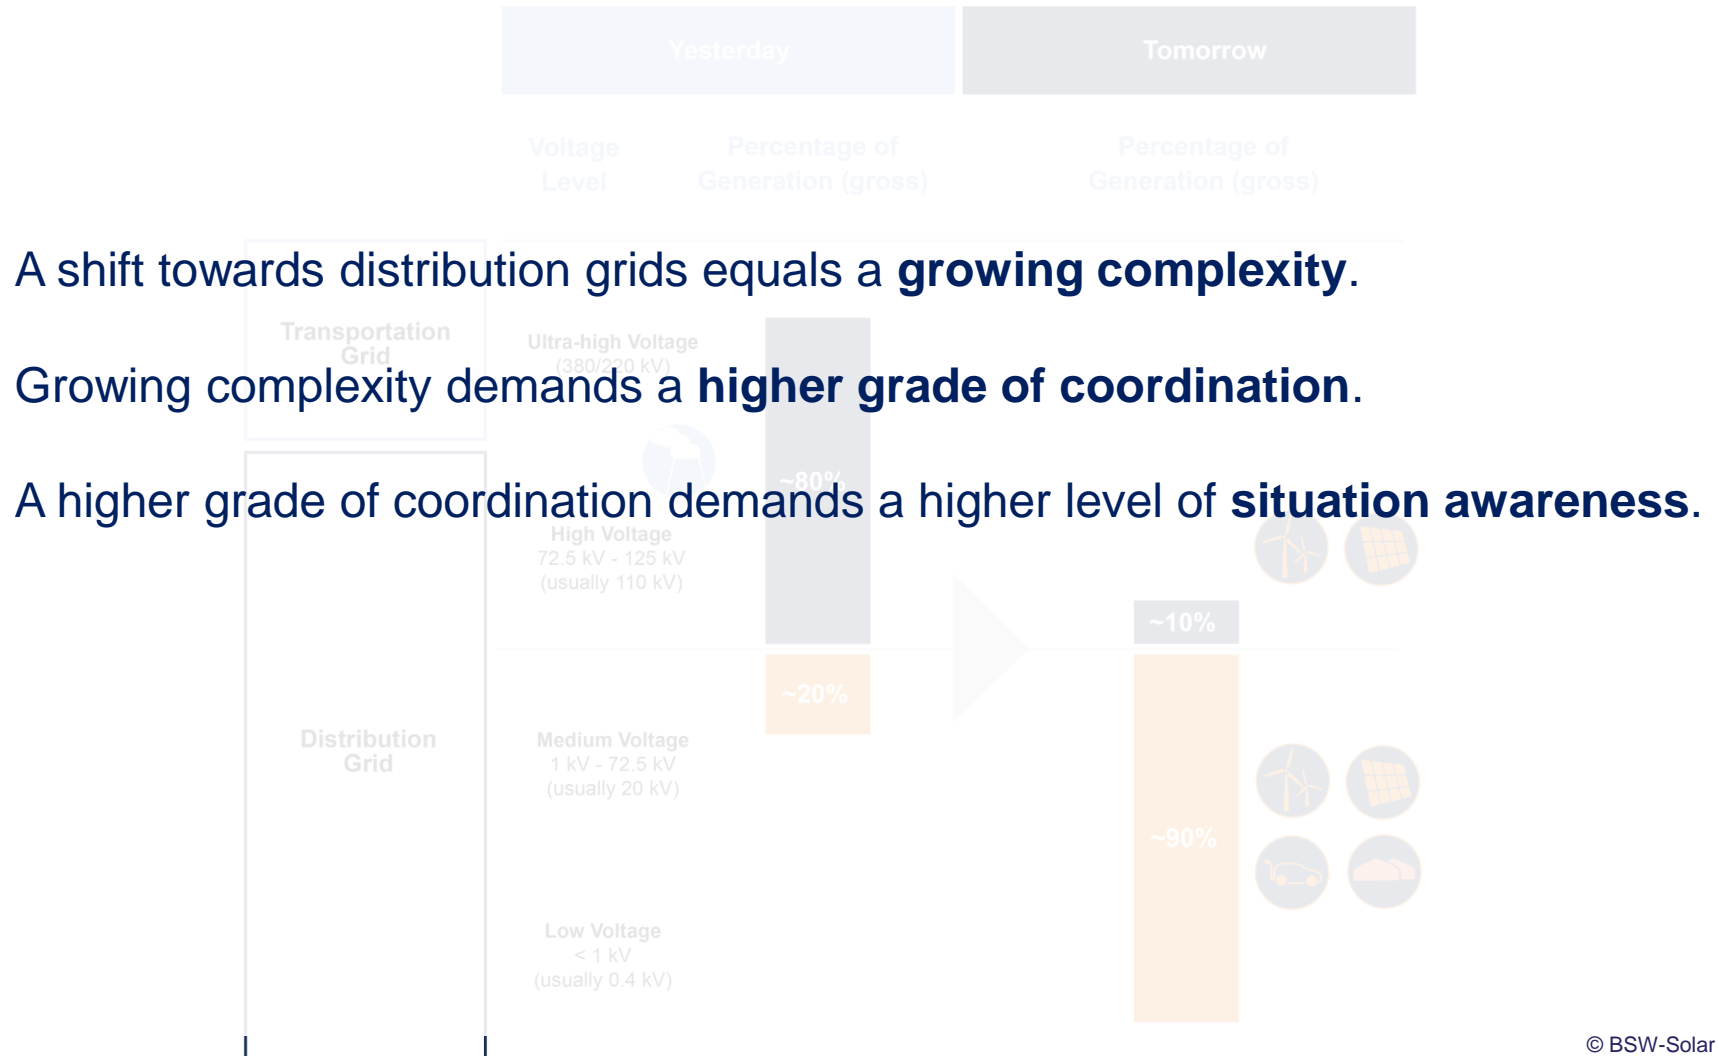 Yesterday
Tomorrow
Voltage
Level
Percentage of
Generation (gross)
Percentage of
Generation (gross)
A shift towards distribution grids equals a growing complexity.
Transportation
Grid
Ultra-high Voltage
(380/220 kV)
Growing complexity demands a higher grade of coordination.
~80%
A higher grade of coordination demands a higher level of situation awareness.
High Voltage
72.5 kV - 125 kV
(usually 110 kV)
~10%
~20%
Distribution
Grid
Medium Voltage
1 kV - 72.5 kV
(usually 20 kV)
~90%
Low Voltage
< 1 kV
(usually 0.4 kV)
© BSW-Solar